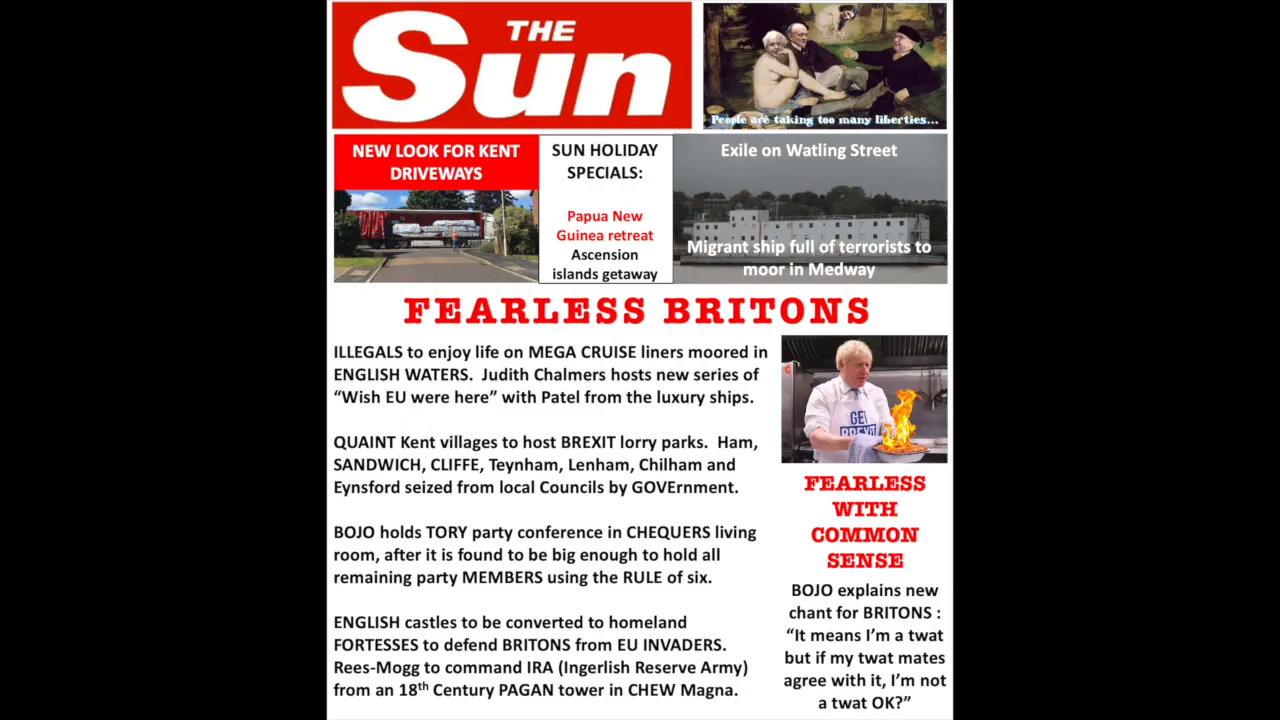 THE
Sun
People are taking too many liberties...
NEW LOOK FOR KENT
DRIVEWAYS
SUN HOLIDAY
SPECIALS:
Papua New
Guinea retreat
Ascension
islands getaway
Exile on Watling Street
Migrant ship full of terrorists to
moor in Medway
FEARLESS BRITONS
ILLEGALS to enjoy life on MEGA CRUISE liners moored in
ENGLISH WATERS. Judith Chalmers hosts new series of
“Wish EU were here” with Patel from the luxury ships.
QUAINT Kent villages to host BREXIT lorry parks. Ham,
SANDWICH, CLIFFE, Teynham, Lenham, Chilham and
Eynsford seized from local Councils by GOVErnment.
BOJO holds TORY party conference in CHEQUERS living
room, after it is found to be big enough to hold all
remaining party MEMBERS using the RULE of six.
ENGLISH castles to be converted to homeland
FORTESSES to defend BRITONS from EU INVADERS.
Rees-Mogg to command IRA (Ingerlish Reserve Army)
from an 18th Century PAGAN tower in CHEW Magna.
GET
BREXIT
FEARLESS
WITH
COMMON
SENSE
BOJO explains new
chant for BRITONS :
“It means I’m a twat
but if my twat mates
agree with it, I’m not
a twat OK?”